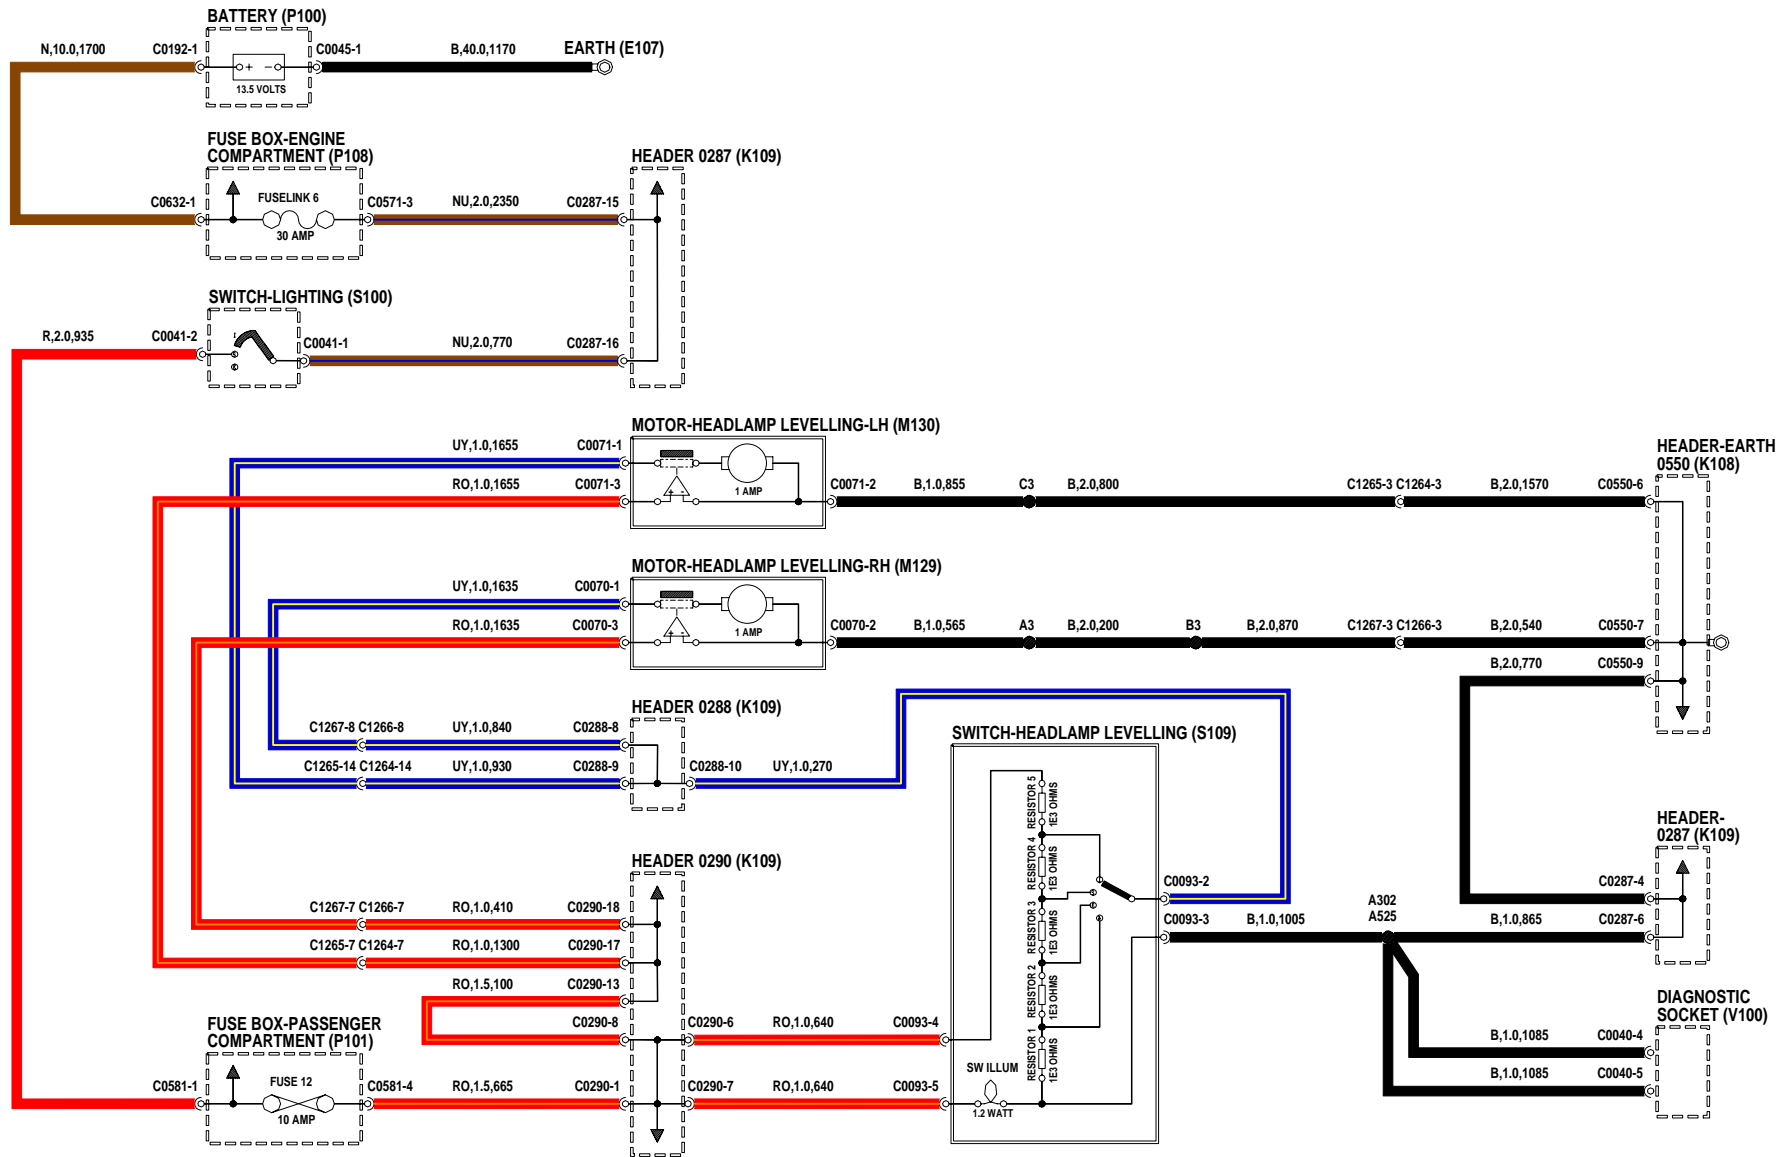 BATTERY (P100)
N,10.0,1700
C0192-1
C0045-1
B,40.0,1170
EARTH (E107)
+ -
13.5 VOLTS
FUSE BOX-ENGINE
COMPARTMENT (P108)
HEADER 0287 (K109)
C0632-1
FUSELINK 6
30 AMP
C0571-3
NU,2.0,2350
C0287-15
SWITCH-LIGHTING (S100)
R,2.0,935
C0041-2
C0041-1
NU,2.0,770
C0287-16
MOTOR-HEADLAMP LEVELLING-LH (M130)
UY,1.0,1655
C0071-1
RO,1.0,1655
C0071-3
+ -
1 AMP
C0071-2
B,1.0,855
C3
B,2.0,800
C1265-3 C1264-3
B,2.0,1570
C0550-6
HEADER-EARTH
0550 (K108)
MOTOR-HEADLAMP LEVELLING-RH (M129)
UY,1.0,1635
C0070-1
RO,1.0,1635
C0070-3
+ -
1 AMP
C0070-2
B,1.0,565
A3
B,2.0,200
B3
B,2.0,870
C1267-3 C1266-3
B,2.0,540
C0550-7
B,2.0,770
C0550-9
HEADER 0288 (K109)
C1267-8 C1266-8
UY,1.0,840
C0288-8
C1265-14 C1264-14
UY,1.0,930
C0288-9
C0288-10
UY,1.0,270
SWITCH-HEADLAMP LEVELLING (S109)
RESISTOR 5
1E3 OHMS
RESISTOR 4
1E3 OHMS
RESISTOR 3
1E3 OHMS
RESISTOR 2
1E3 OHMS
RESISTOR 1
1E3 OHMS
SW ILLUM
1.2 WATT
C0093-2
C0093-3
B,1.0,1005
A302
A525
HEADER-
0287 (K109)
C0287-4
B,1.0,865
C0287-6
HEADER 0290 (K109)
C1267-7 C1266-7
RO,1.0,410
C0290-18
C1265-7 C1264-7
RO,1.0,1300
C0290-17
RO,1.5,100
C0290-13
C0290-8
C0290-6
RO,1.0,640
C0093-4
DIAGNOSTIC
SOCKET (V100)
B,1.0,1085
C0040-4
B,1.0,1085
C0040-5
FUSE BOX-PASSENGER
COMPARTMENT (P101)
C0581-1
FUSE 12
10 AMP
C0581-4
RO,1.5,665
C0290-1
C0290-7
RO,1.0,640
C0093-5